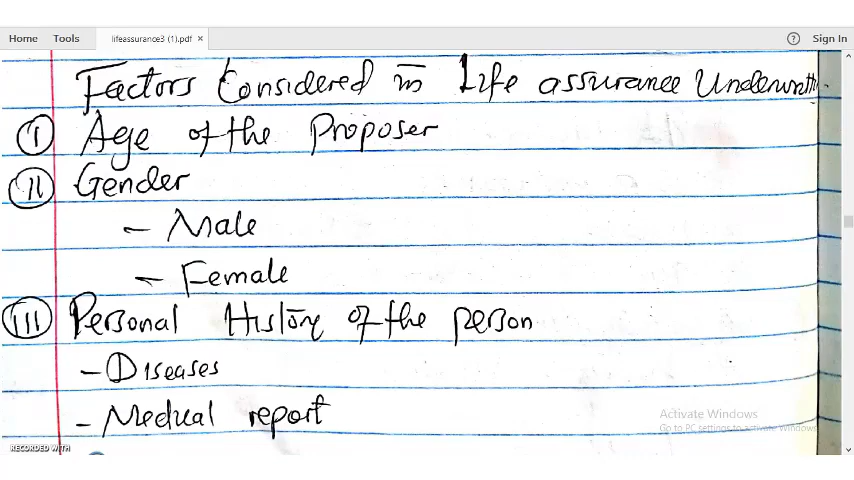 Home Tools lifeassurance3 (1).pdf × ? Sign In
Factors Considered in Life assurance
I Age of the Proposer
II Gender
- Male
- Female
III Personal History of the person
- Diseases
- Medical report
Activate Windows
Go to PC settings to activate Windows.
RECORDED WITH